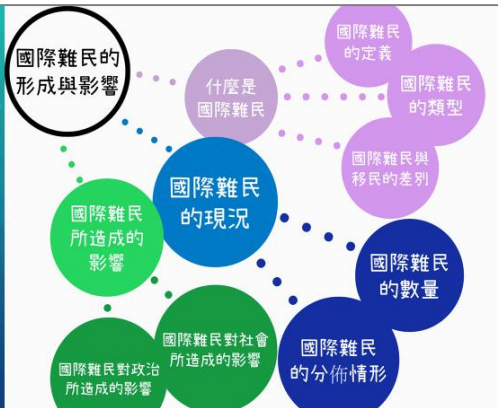 國際難民的
形成與影響
什麼是
國際難民
國際難民
的定義
國際難民
的類型
國際難民與
移民的差別
國際難民
的現況
國際難民
的數量
國際難民
的分佈情形
國際難民
所造成的
影響
國際難民對社會
所造成的影響
國際難民對政治
所造成的影響